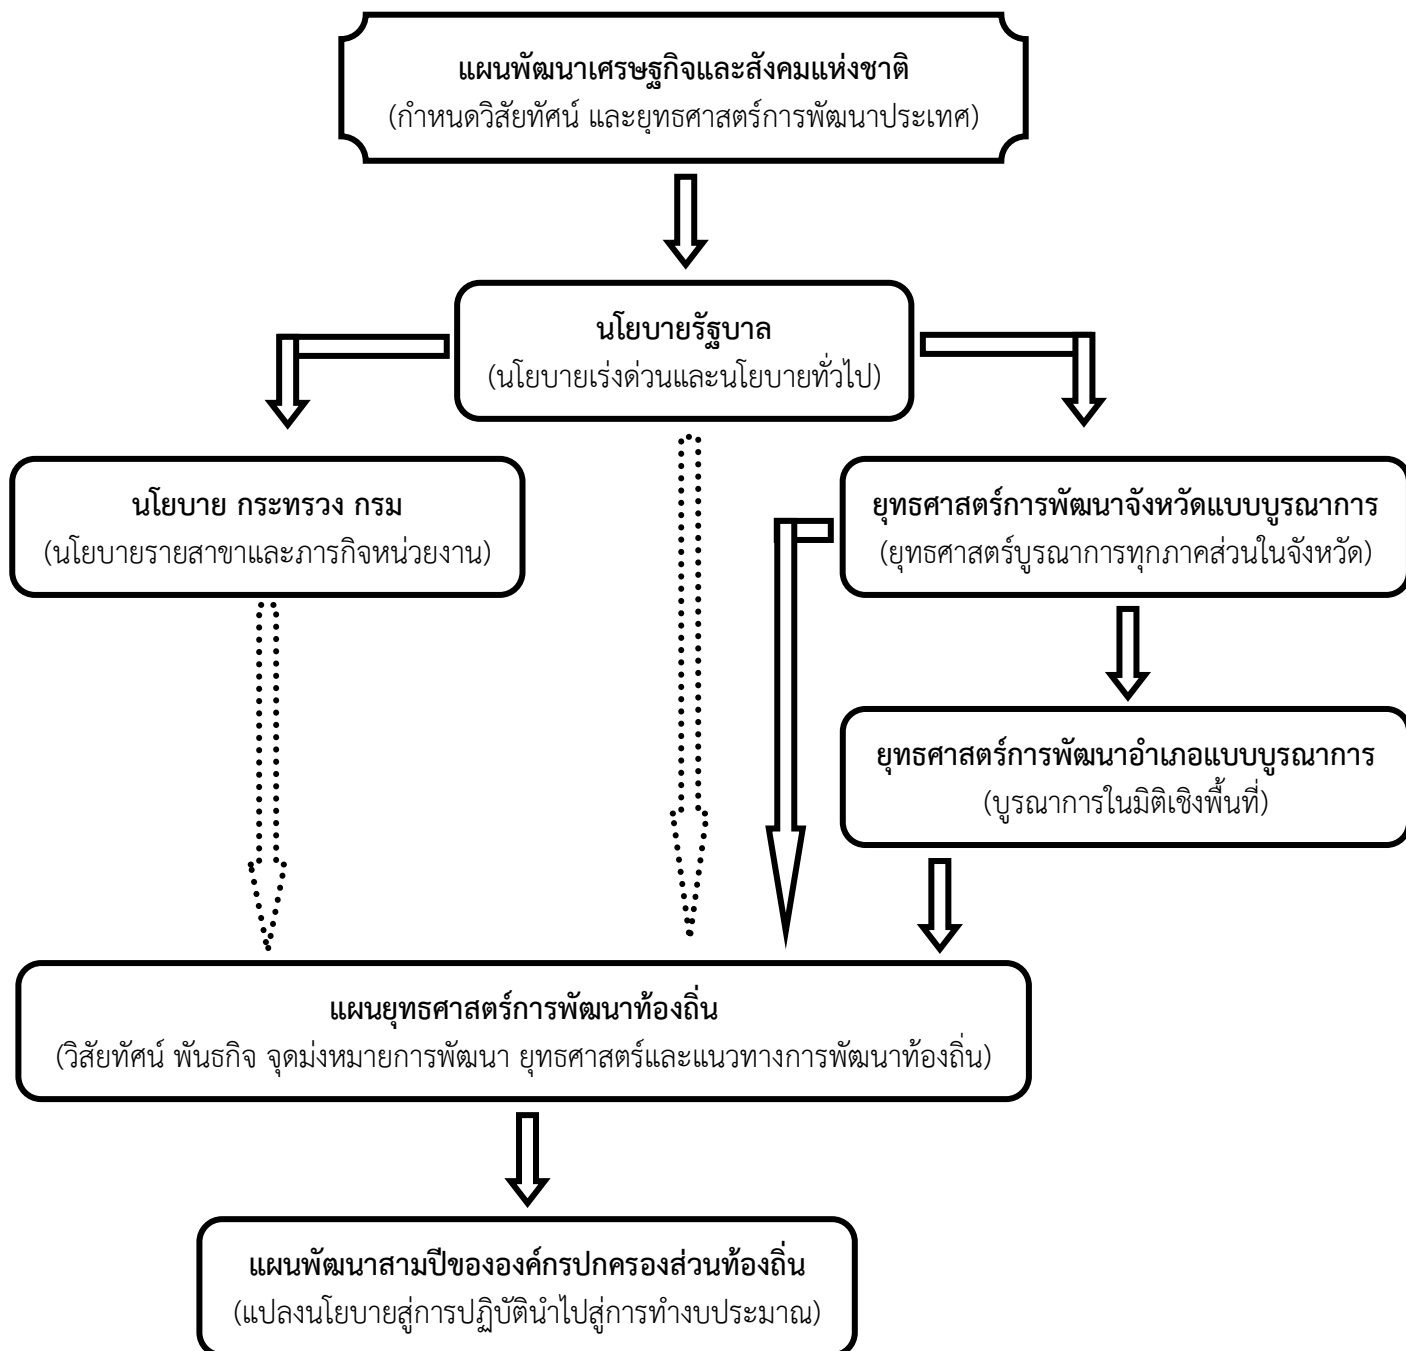 แผนพัฒนาเศรษฐกิจและสังคมแห่งชาติ
(กำหนดวิสัยทัศน์ และยุทธศาสตร์การพัฒนาประเทศ)
นโยบายรัฐบาล
(นโยบายเร่งด่วนและนโยบายทั่วไป)
นโยบาย กระทรวง กรม
(นโยบายรายสาขาและภารกิจหน่วยงาน)
ยุทธศาสตร์การพัฒนาจังหวัดแบบบูรณาการ
(ยุทธศาสตร์บูรณาการทุกภาคส่วนในจังหวัด)
ยุทธศาสตร์การพัฒนาอำเภอแบบบูรณาการ
(บูรณาการในมิติเชิงพื้นที่)
แผนยุทธศาสตร์การพัฒนาท้องถิ่น
(วิสัยทัศน์ พันธกิจ จุดม่งหมายการพัฒนา ยุทธศาสตร์และแนวทางการพัฒนาท้องถิ่น)
แผนพัฒนาสามปีขององค์กรปกครองส่วนท้องถิ่น
(แปลงนโยบายสู่การปฏิบัตินำไปสู่การทำงบประมาณ)